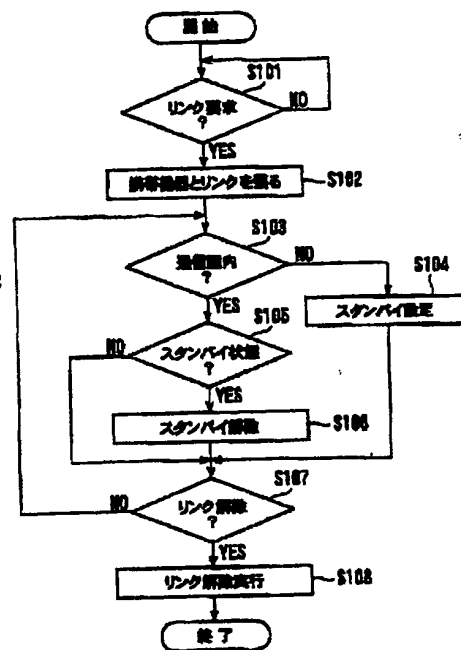 開始
S101
リンク要求
?
NO
YES
携帯機器とリンクを張る
S102
S103
通信圏内
?
NO
YES
S104
スタンバイ設定
S105
スタンバイ状態
?
NO
YES
スタンバイ解除
S106
S107
リンク解除
?
NO
YES
リンク解除実行
S108
終了